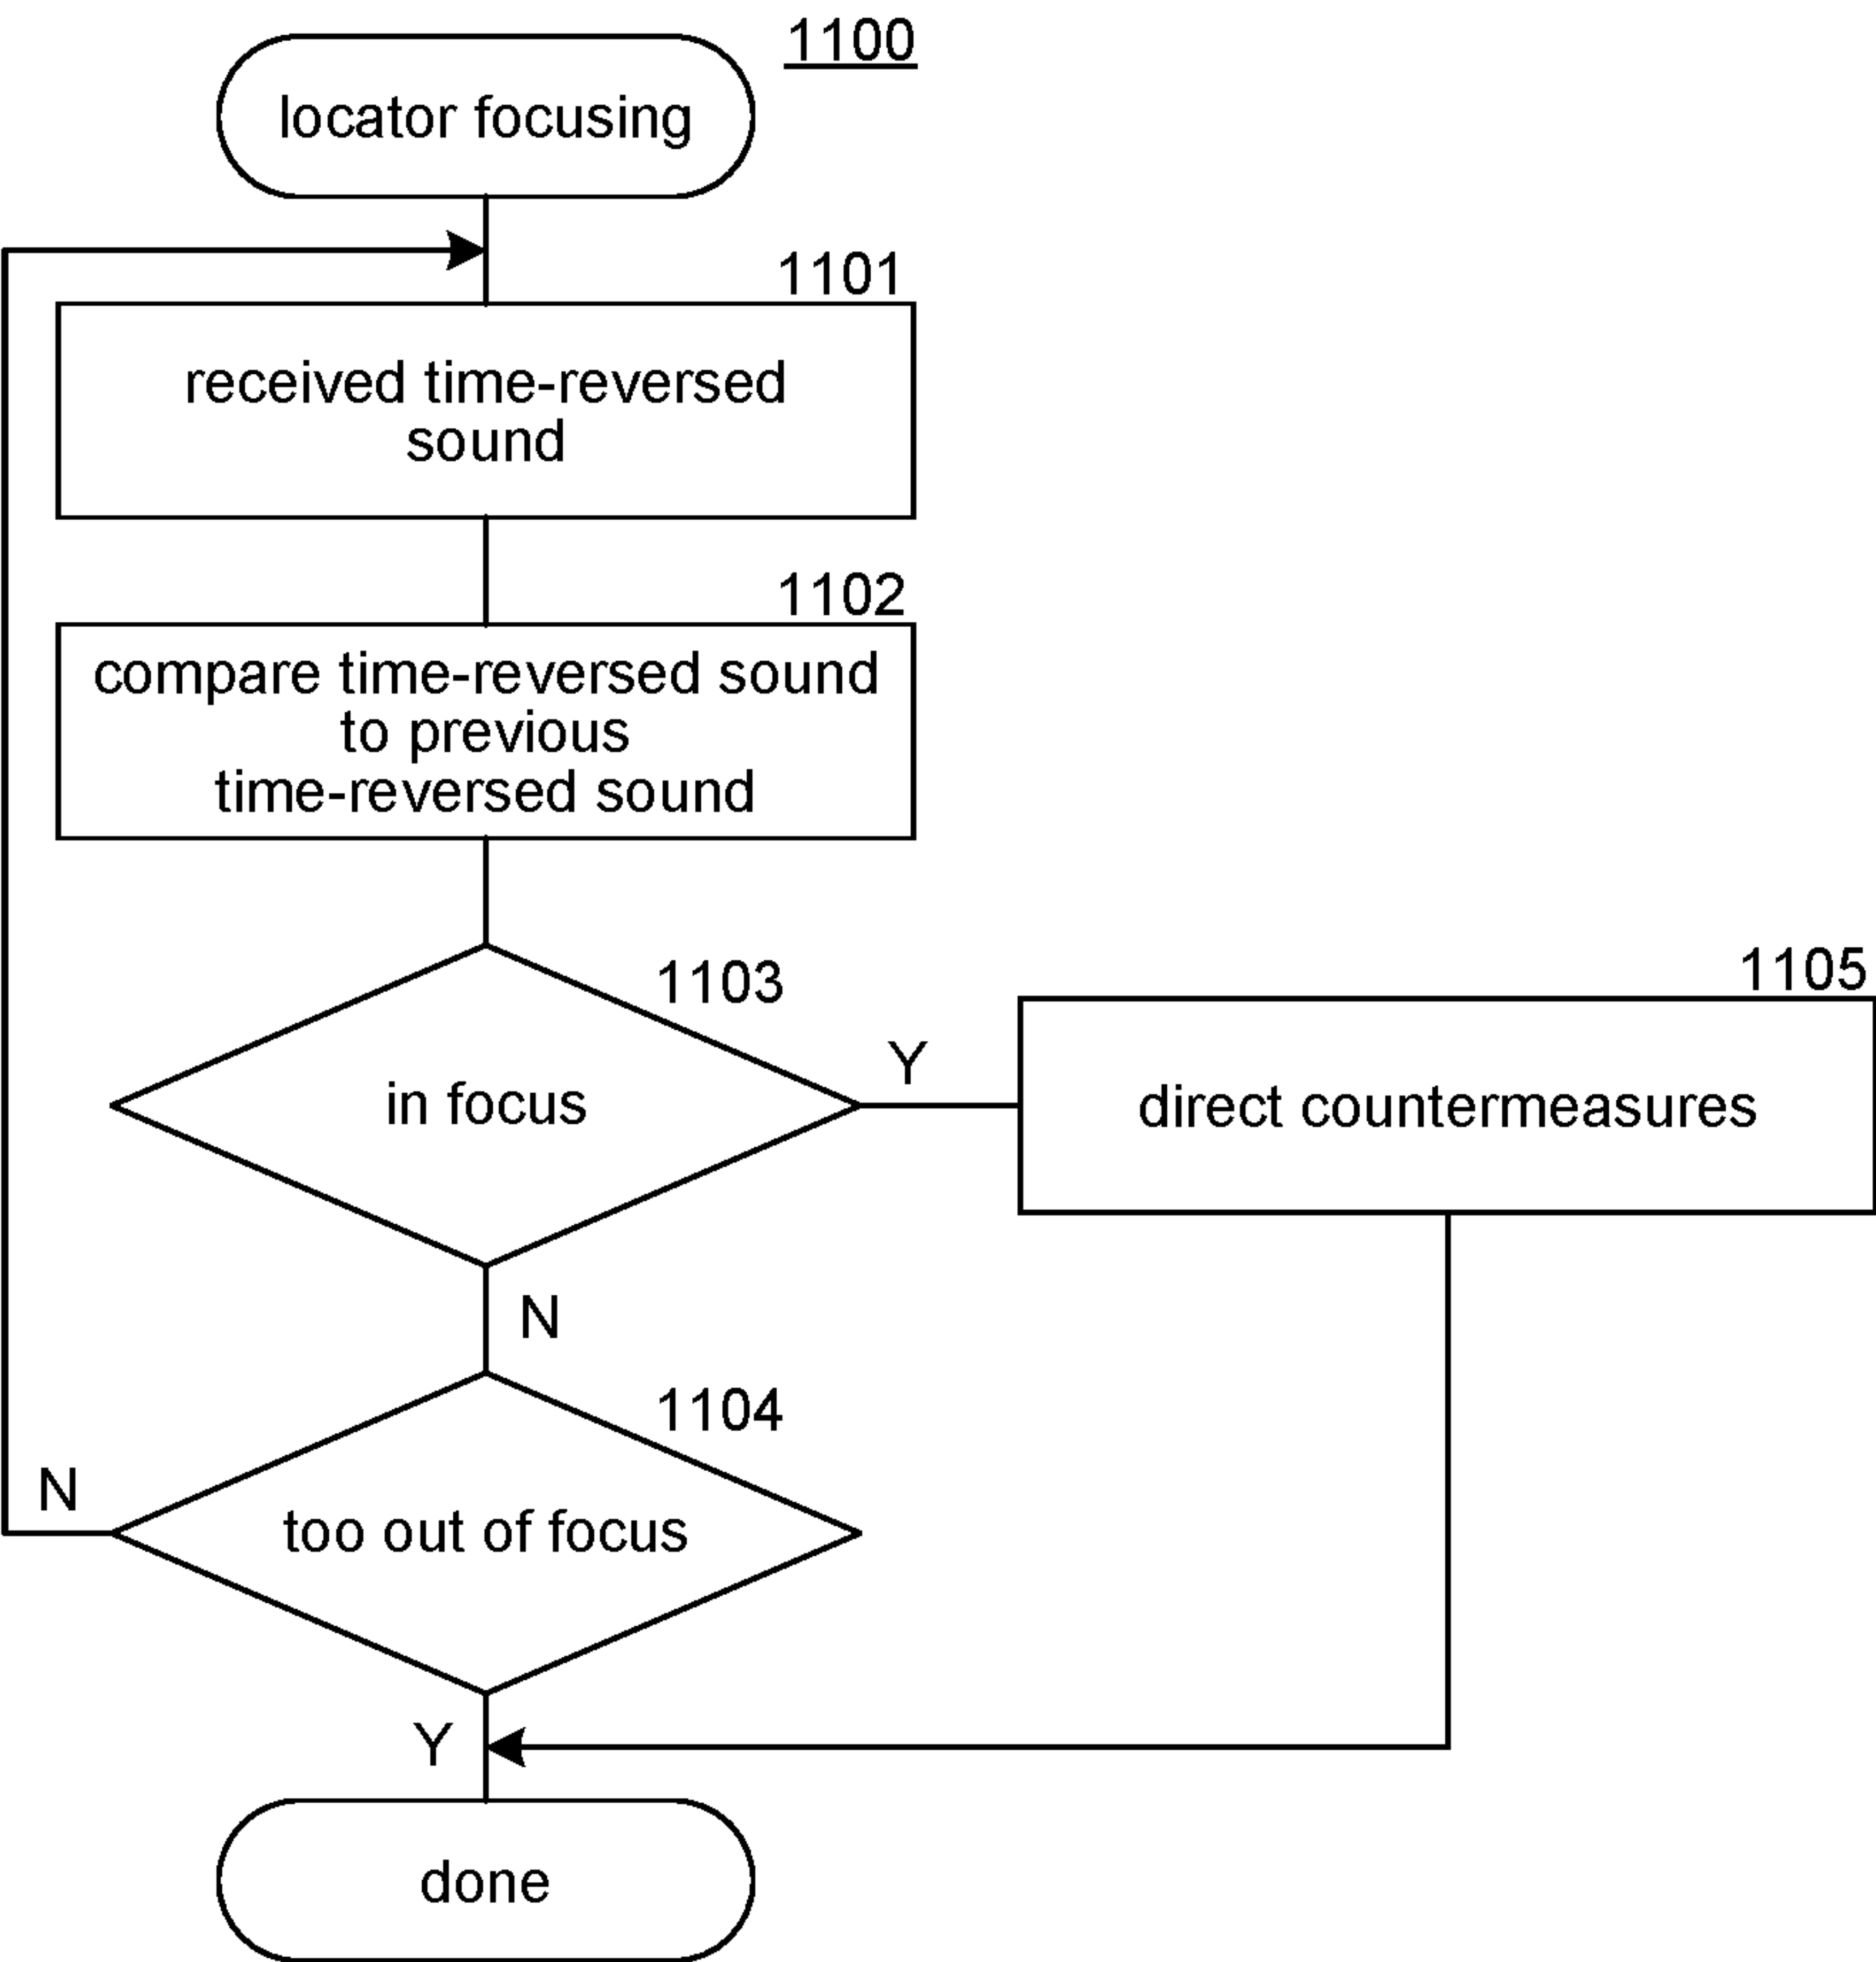 1100
locator focusing
1101
received time-reversed
sound
1102
compare time-reversed sound
to previous
time-reversed sound
1103
in focus
Y
1105
direct countermeasures
N
1104
too out of focus
N
Y
done